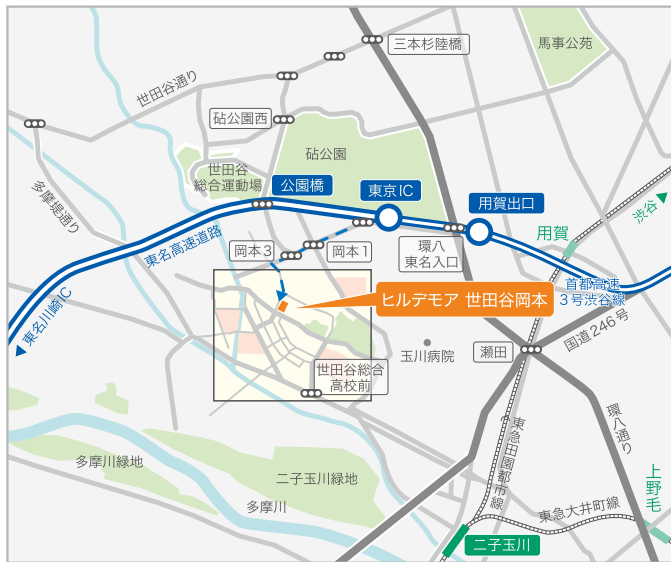 三本杉陸橋
馬事公苑
世田谷通り
砧公園西
砧公園
世田谷
総合運動場
多摩堤通り
公園橋
東京IC
用賀出口
渋谷▶
用賀
東名高速道路
岡本3
岡本1
環八
東名入口
首都高速
3号渋谷線
◀東名川崎IC
ヒルデモア 世田谷岡本
国道246号
玉川病院
瀬田
世田谷総合
高校前
環八通り
東急田園都市線
多摩川緑地
二子玉川緑地
多摩川
上野毛
東急大井町線
二子玉川